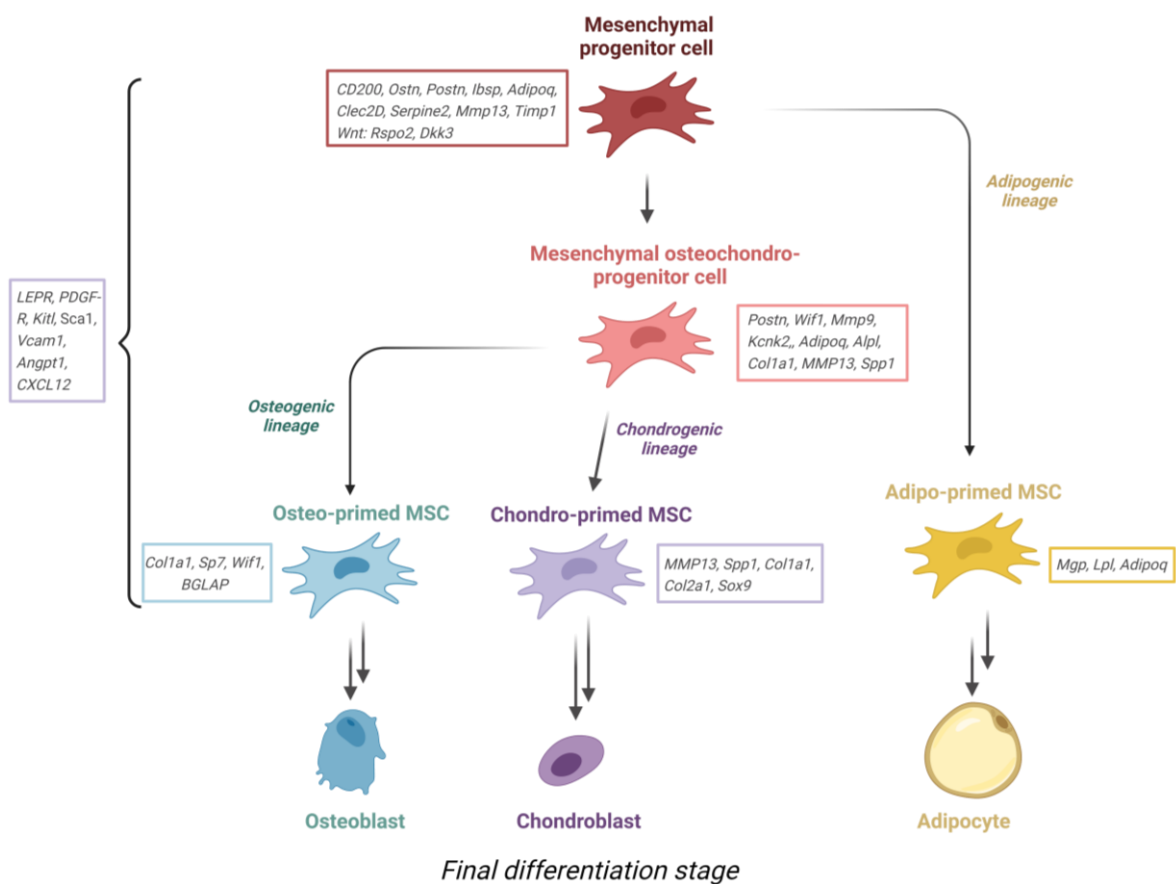 Mesenchymal
progenitor cell
CD200, Ostn, Postn, Ibsp, Adipoq,
Clec2D, Serpine2, Mmp13, Timp1
Wnt: Rspo2, Dkk3
Adipogenic
lineage
Mesenchymal osteochondro-
progenitor cell
LEPR, PDGF-
R, Kitl, Sca1,
Vcam1,
Angpt1,
CXCL12
Postn, Wif1, Mmp9,
Kcnk2,, Adipoq, Alpl,
Col1a1, MMP13, Spp1
Osteogenic
lineage
Chondrogenic
lineage
Osteo-primed MSC
Chondro-primed MSC
Adipo-primed MSC
Col1a1, Sp7, Wif1,
BGLAP
MMP13, Spp1, Col1a1,
Col2a1, Sox9
Mgp, Lpl, Adipoq
Osteoblast
Chondroblast
Adipocyte
Final differentiation stage